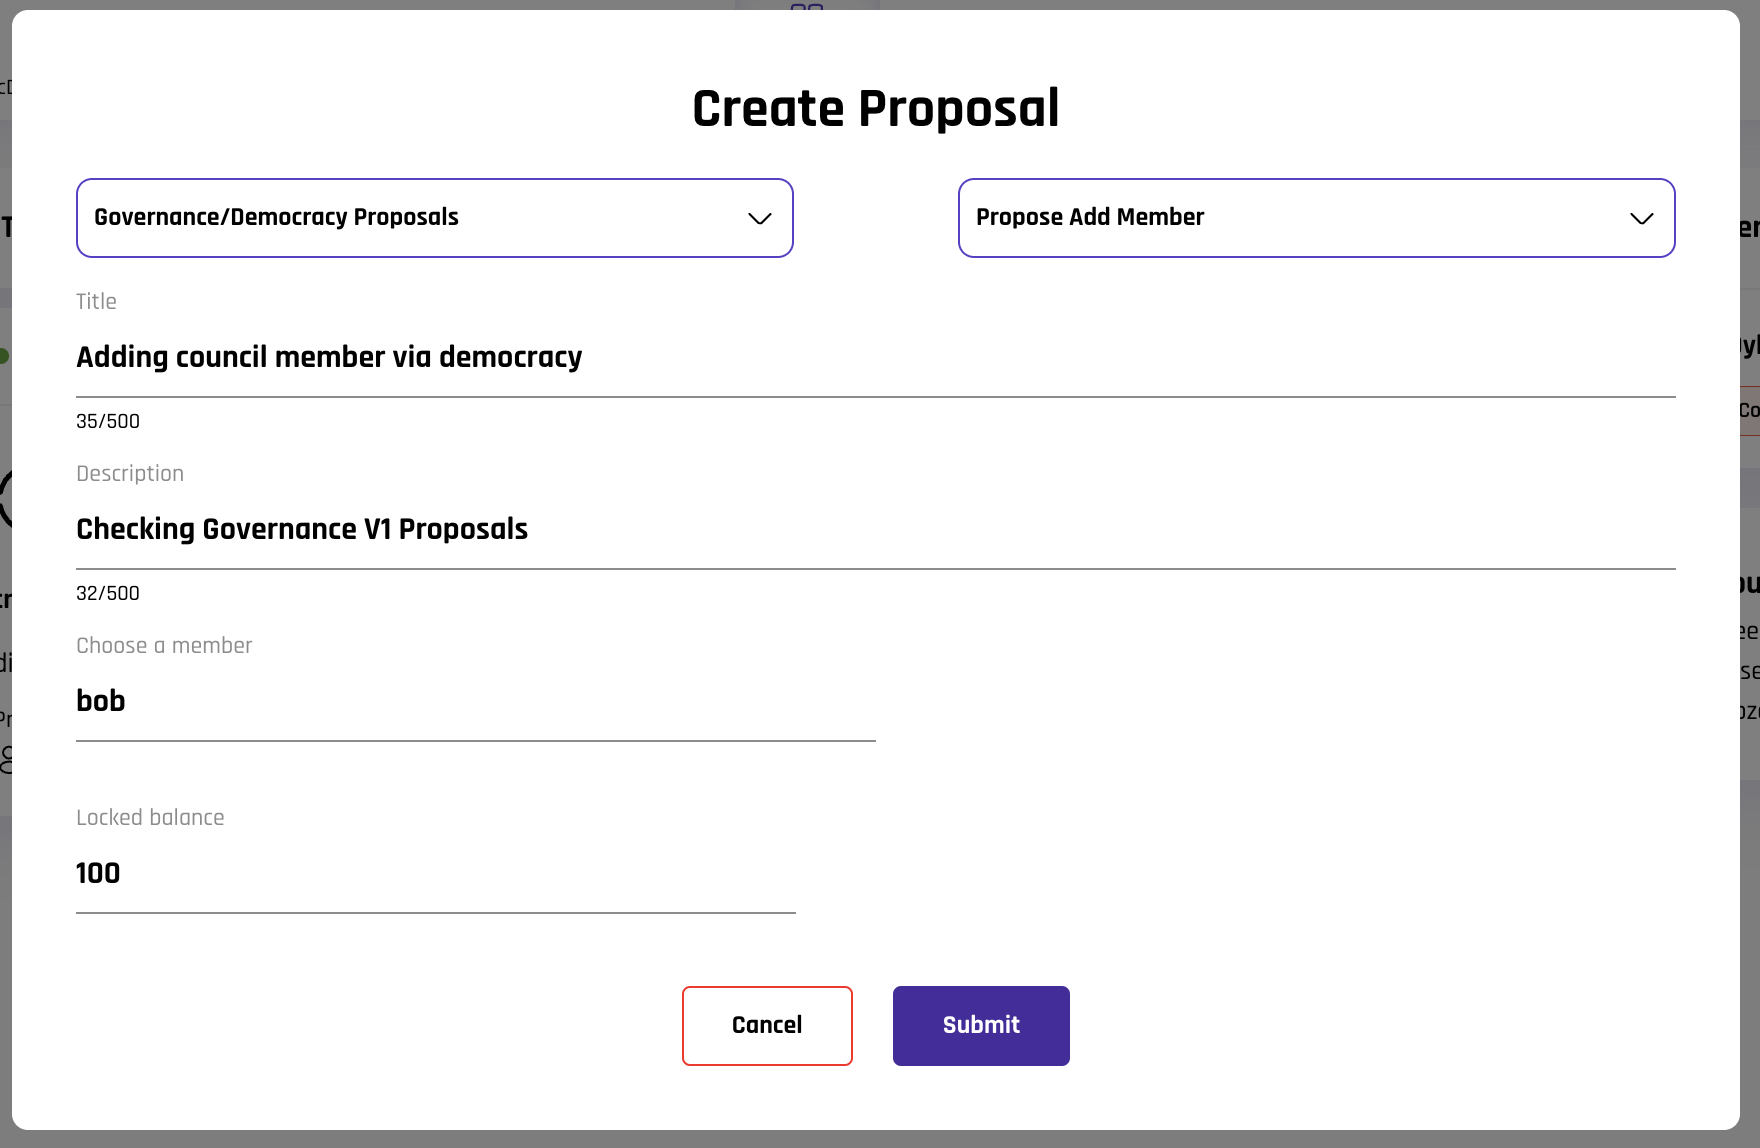 Create Proposal
Governance/Democracy Proposals
Propose Add Member
Title
Adding council member via democracy
35/500
Description
Checking Governance V1 Proposals
32/500
Choose a member
bob
Locked balance
100
Cancel
Submit